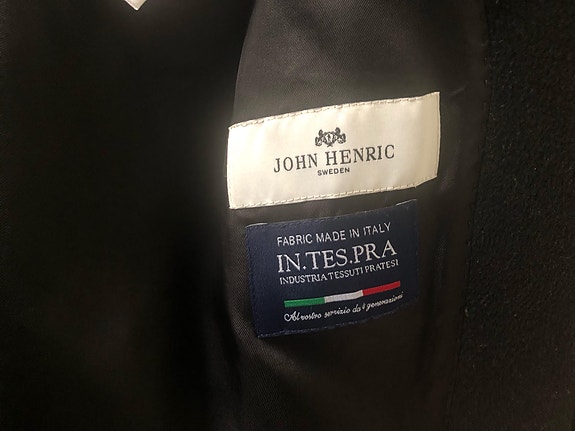 JOHN HENRIC
SWEDEN
FABRIC MADE IN ITALY
IN.TES.PRA
INDUSTRIA TESSUTI PRATESI
Al vostro servizio da 4 generazioni